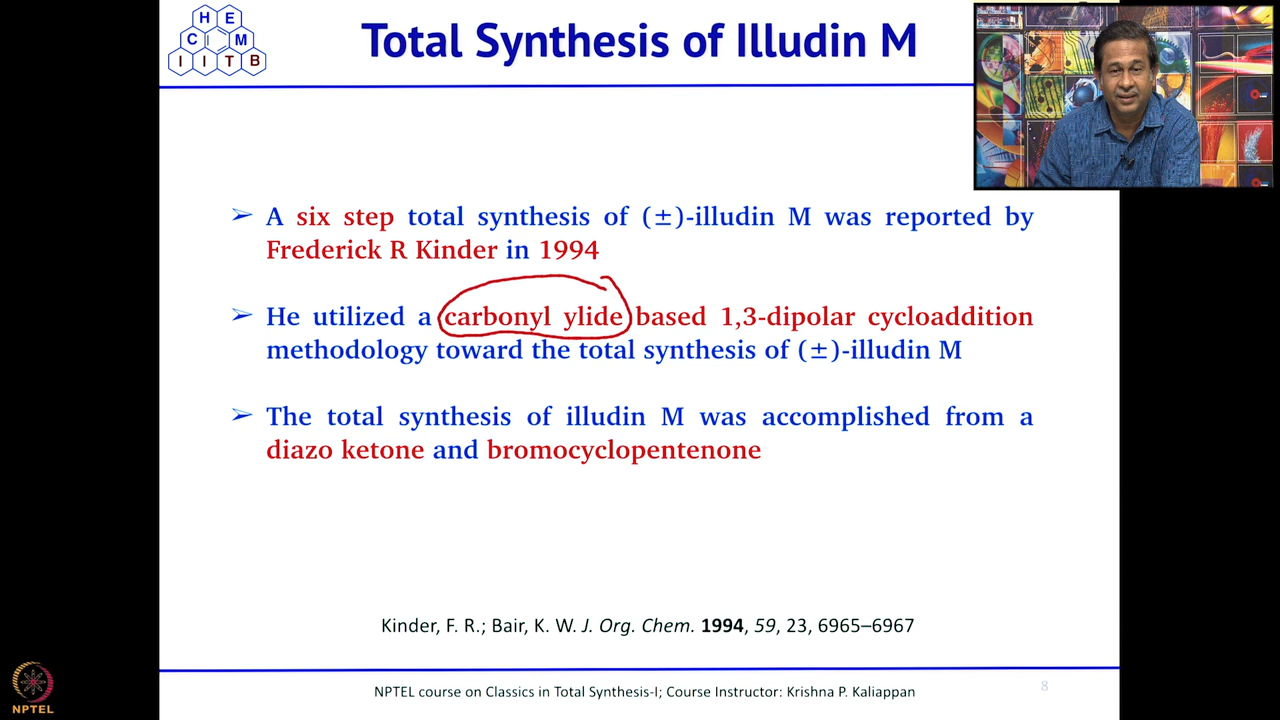 H E
C M
I I T B
Total Synthesis of Illudin M
➢ A six step total synthesis of (±)-illudin M was reported by
Frederick R Kinder in 1994
➢ He utilized a carbonyl ylide based 1,3-dipolar cycloaddition
methodology toward the total synthesis of (±)-illudin M
➢ The total synthesis of illudin M was accomplished from a
diazo ketone and bromocyclopentenone
Kinder, F. R.; Bair, K. W. J. Org. Chem. 1994, 59, 23, 6965–6967
NPTEL course on Classics in Total Synthesis-I; Course Instructor: Krishna P. Kaliappan
8
NPTEL